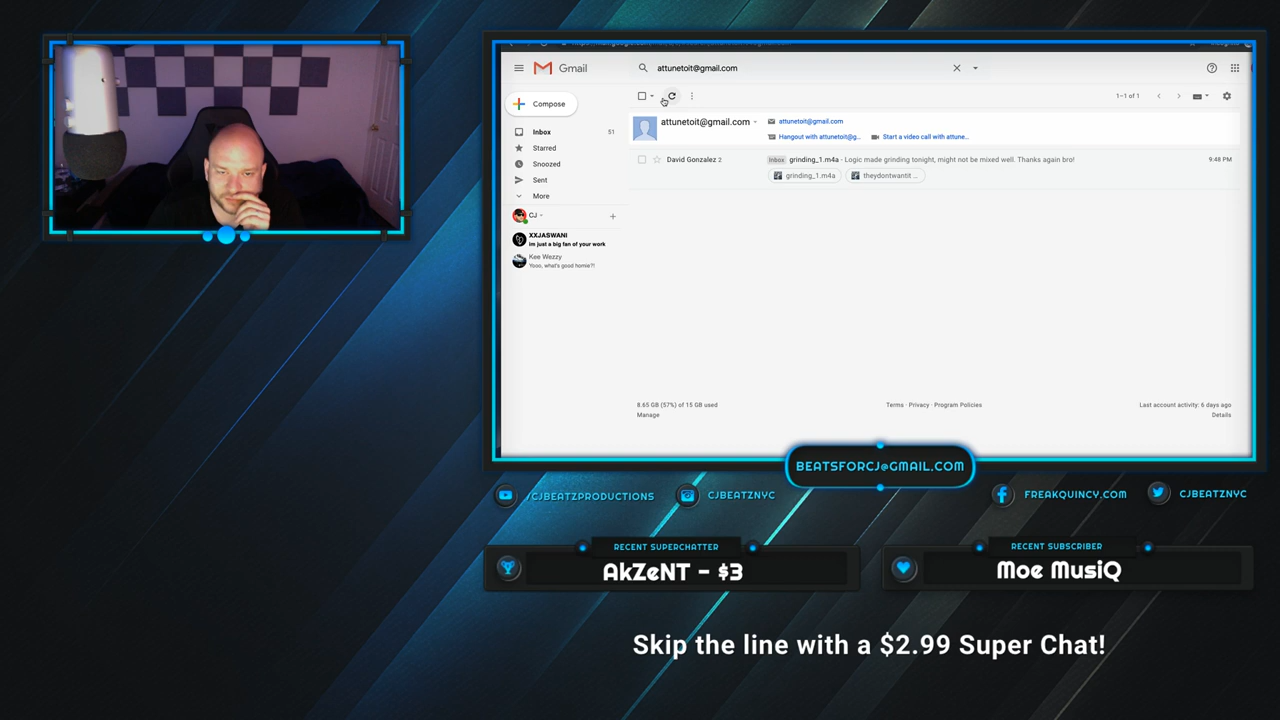 Gmail
attunetoit@gmail.com
Compose
1–1 of 1
Inbox 51
Starred
Snoozed
Sent
More
CJ
XXJASWANI
Im just a big fan of your work
Kee Wezzy
Yooo, what's good homie?!
attunetoit@gmail.com
attunetoit@gmail.com
Hangout with attunetoit@g...
Start a video call with attune...
David Gonzalez 2
Inbox grinding_1.m4a - Logic made grinding tonight, might not be mixed well. Thanks again bro!
9:48 PM
grinding_1.m4a
theydontwantit ...
8.65 GB (57%) of 15 GB used
Manage
Terms · Privacy · Program Policies
Last account activity: 6 days ago
Details
BEATSFORCJ@GMAIL.COM
/CJBEATZPRODUCTIONS
CJBEATZNYC
FREAKQUINCY.COM
CJBEATZNYC
RECENT SUPERCHATTER
AkZeNT - $3
RECENT SUBSCRIBER
Moe MusiQ
Skip the line with a $2.99 Super Chat!